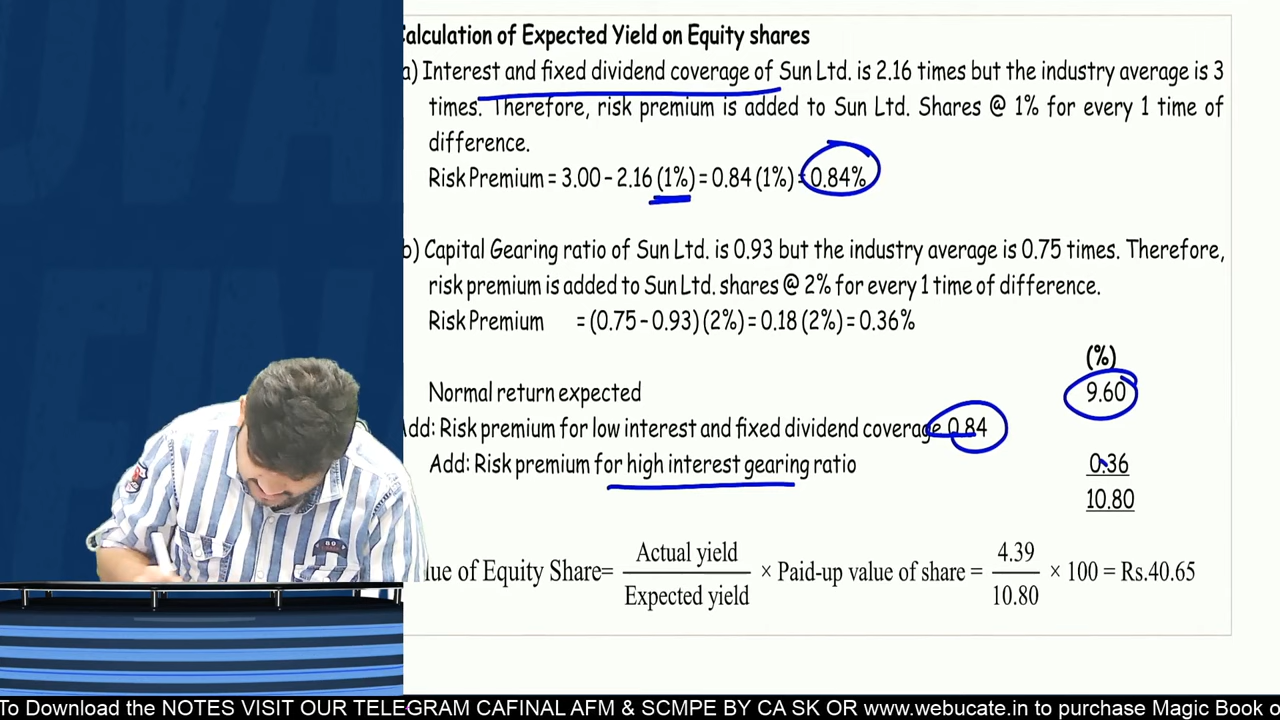 alculation of Expected Yield on Equity shares
a) Interest and fixed dividend coverage of Sun Ltd. is 2.16 times but the industry average is 3
times. Therefore, risk premium is added to Sun Ltd. Shares @ 1% for every 1 time of
difference.
Risk Premium = 3.00 – 2.16 (1%) = 0.84 (1%) = 0.84%
b) Capital Gearing ratio of Sun Ltd. is 0.93 but the industry average is 0.75 times. Therefore,
risk premium is added to Sun Ltd. shares @ 2% for every 1 time of difference.
Risk Premium = (0.75 – 0.93) (2%) = 0.18 (2%) = 0.36%
(%)
Normal return expected 9.60
dd: Risk premium for low interest and fixed dividend coverage 0.84
Add: Risk premium for high interest gearing ratio 0.36
10.80
lue of Equity Share= Actual yield / Expected yield × Paid-up value of share = 4.39 / 10.80 × 100 = Rs.40.65
To Download the NOTES VISIT OUR TELEGRAM CAFINAL AFM & SCMPE BY CA SK OR www.webucate.in to purchase Magic Book o